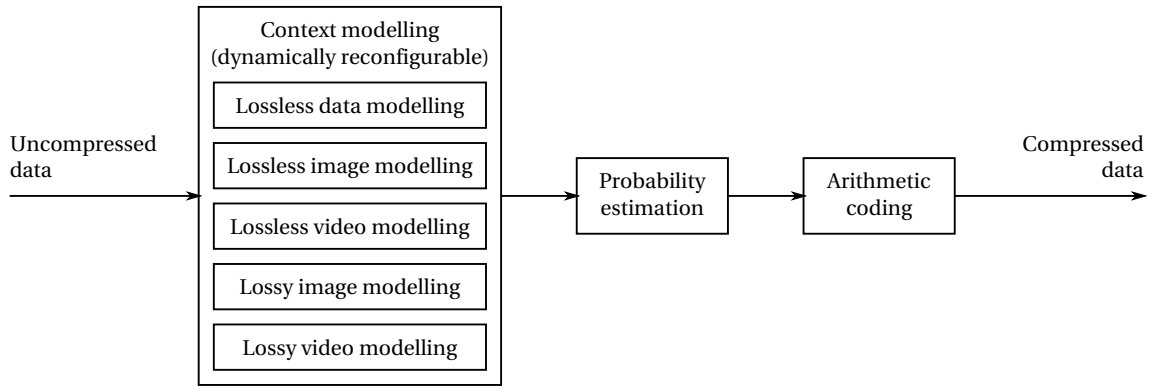 Context modelling
(dynamically reconfigurable)
Lossless data modelling
Lossless image modelling
Lossless video modelling
Lossy image modelling
Lossy video modelling
Uncompressed
data
Probability
estimation
Arithmetic
coding
Compressed
data